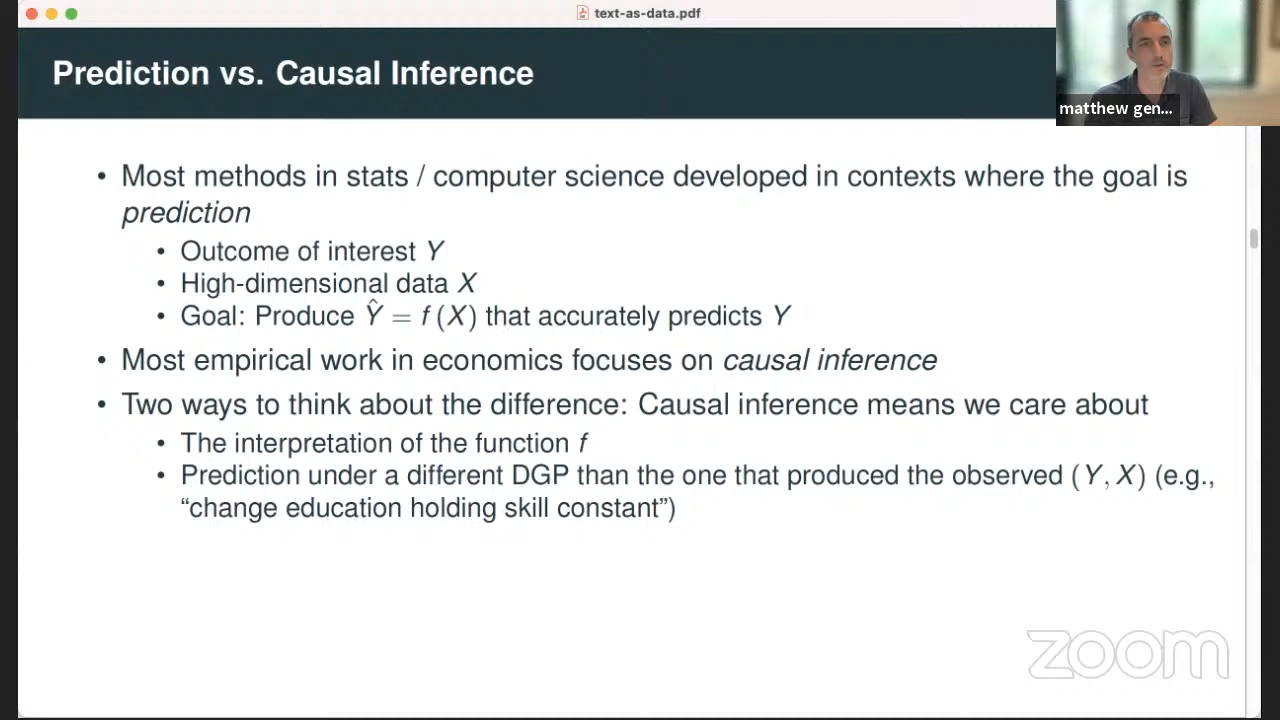 text-as-data.pdf
Prediction vs. Causal Inference
matthew gen...
• Most methods in stats / computer science developed in contexts where the goal is
prediction
• Outcome of interest Y
• High-dimensional data X
• Goal: Produce Ŷ = f (X) that accurately predicts Y
• Most empirical work in economics focuses on causal inference
• Two ways to think about the difference: Causal inference means we care about
• The interpretation of the function f
• Prediction under a different DGP than the one that produced the observed (Y, X) (e.g.,
“change education holding skill constant”)
zoom